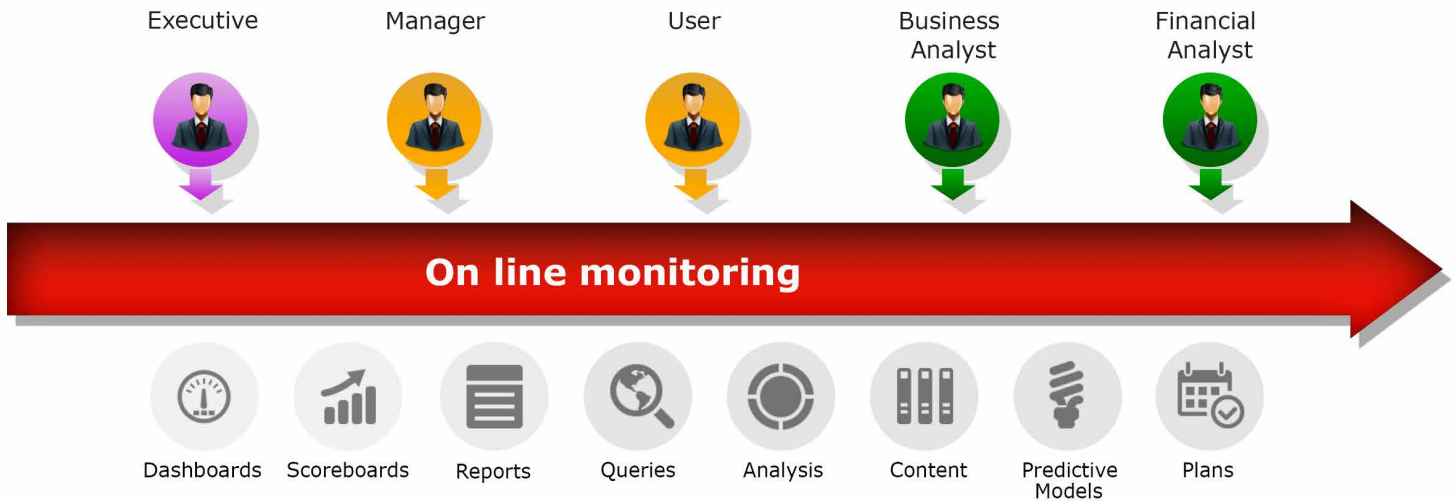 Executive
Manager
User
Business
Analyst
Financial
Analyst
On line monitoring
Dashboards
Scoreboards
Reports
Queries
Analysis
Content
Predictive
Models
Plans